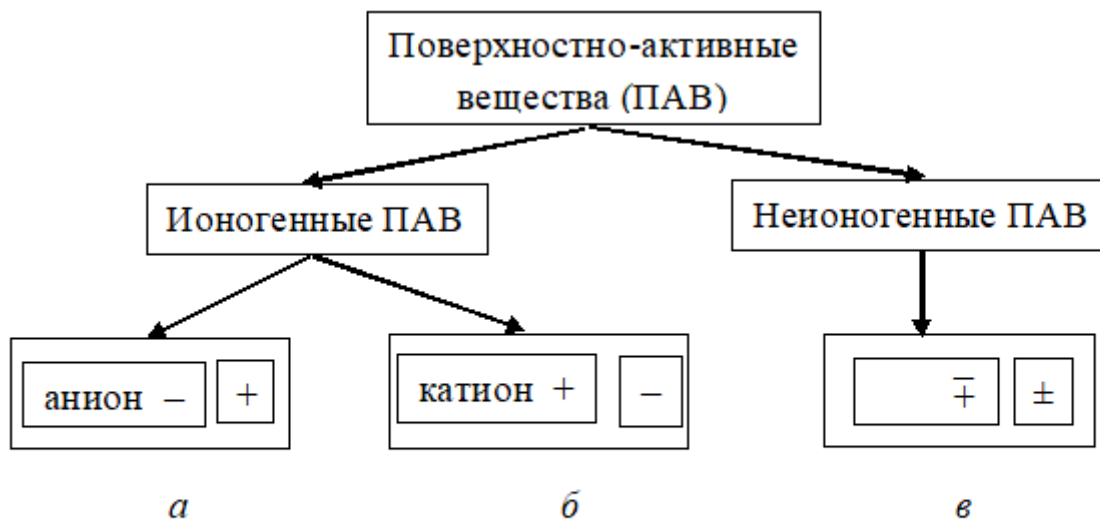 Поверхностно-активные
вещества (ПАВ)
Ионогенные ПАВ
Неионогенные ПАВ
анион – +
катион + –
∓ ±
а б в